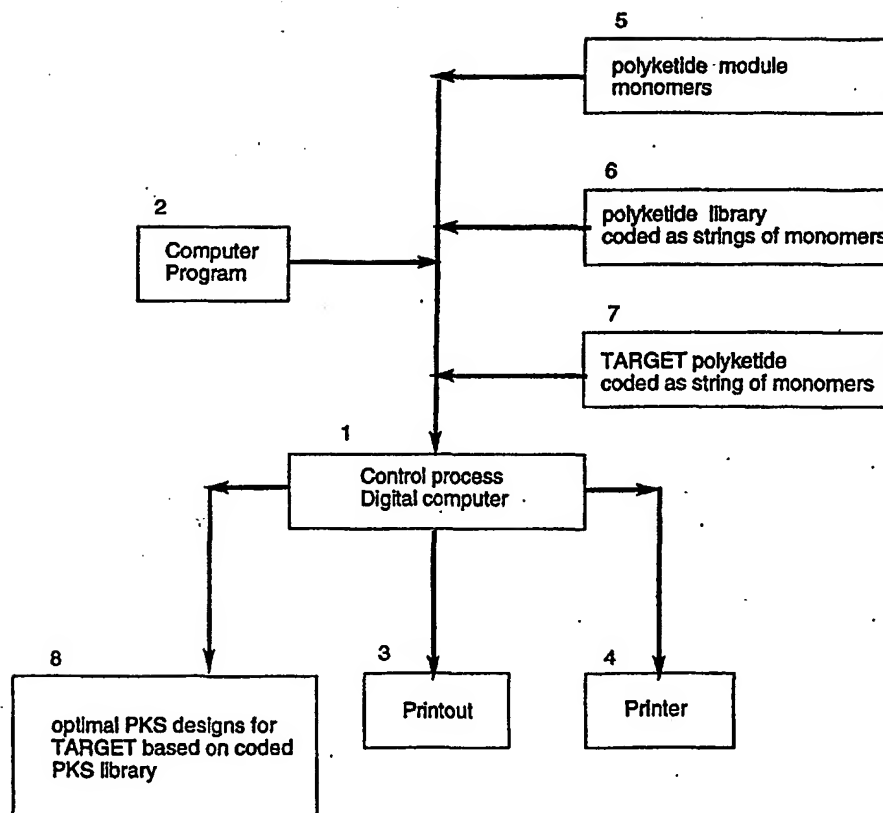 5
polyketide module
monomers
6
polyketide library
coded as strings of monomers
2
Computer
Program
7
TARGET polyketide
coded as string of monomers
1
Control process
Digital computer
8
optimal PKS designs for
TARGET based on coded
PKS library
3
Printout
4
Printer